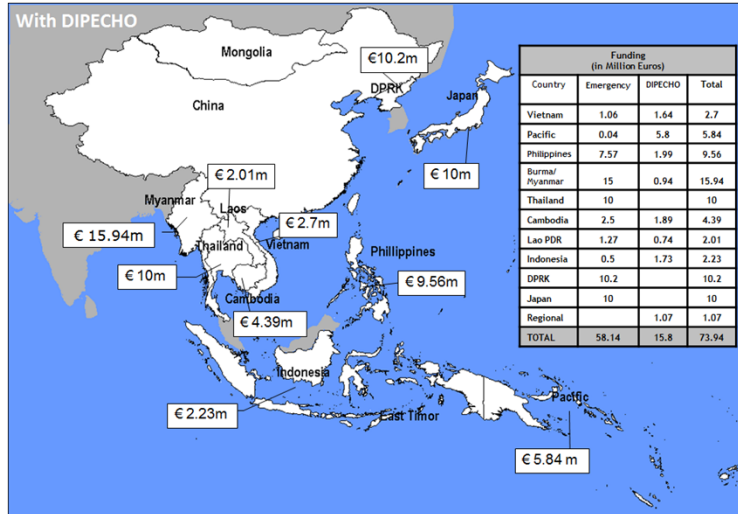 With DIPECHO
Mongolia
€10.2m
DPRK
Japan
China
€ 10m
€ 2.01m
Myanmar
Laos
€ 2.7m
€ 15.94m
Thailand
Vietnam
Phillippines
€ 10m
€ 9.56m
Cambodia
€ 4.39m
Indonesia
Pacific
€ 2.23m
East Timor
€ 5.84 m
Funding
(in Million Euros)
Country Emergency DIPECHO Total
Vietnam 1.06 1.64 2.7
Pacific 0.04 5.8 5.84
Philippines 7.57 1.99 9.56
Burma/
Myanmar 15 0.94 15.94
Thailand 10 10
Cambodia 2.5 1.89 4.39
Lao PDR 1.27 0.74 2.01
Indonesia 0.5 1.73 2.23
DPRK 10.2 10.2
Japan 10 10
Regional 1.07 1.07
TOTAL 58.14 15.8 73.94